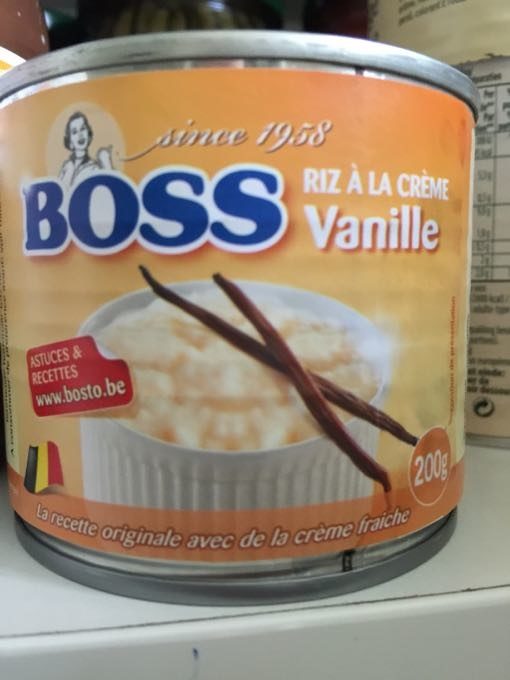 since 1958
BOSS
RIZ À LA CRÈME
Vanille
ASTUCES &
RECETTES
www.bosto.be
200g
La recette originale avec de la crème fraiche